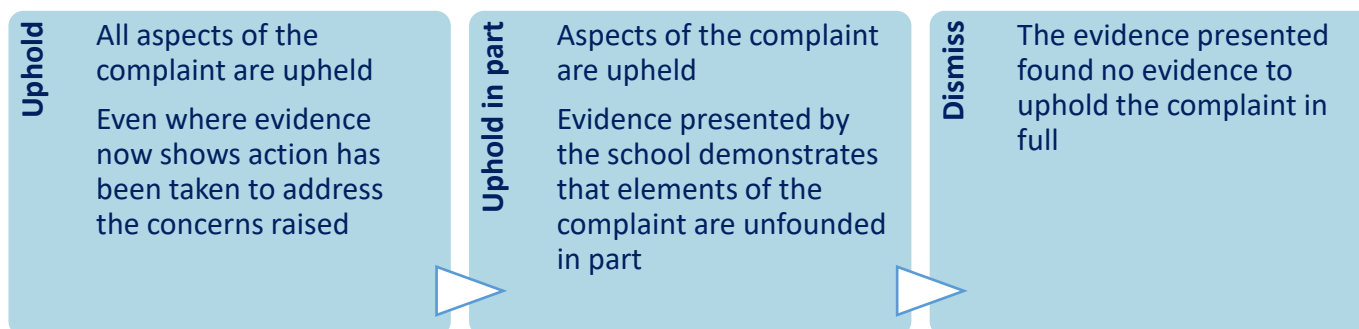 Uphold
All aspects of the
complaint are upheld
Even where evidence
now shows action has
been taken to address
the concerns raised
Uphold in part
Aspects of the complaint
are upheld
Evidence presented by
the school demonstrates
that elements of the
complaint are unfounded
in part
Dismiss
The evidence presented
found no evidence to
uphold the complaint in
full